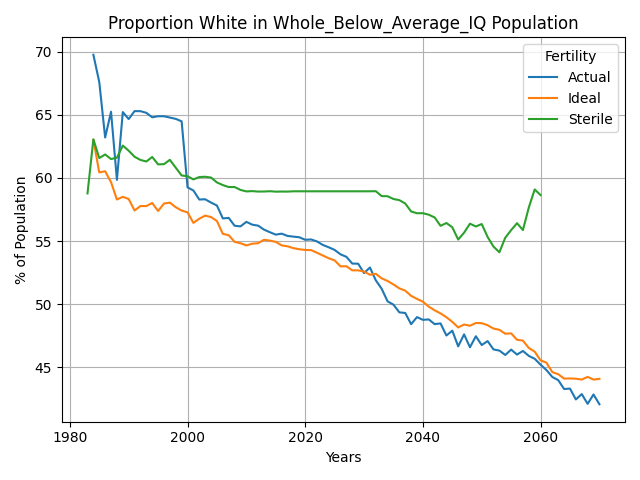 Proportion White in Whole_Below_Average_IQ Population
% of Population
70
65
60
55
50
45
1980
2000
2020
2040
2060
Years
Fertility
Actual
Ideal
Sterile